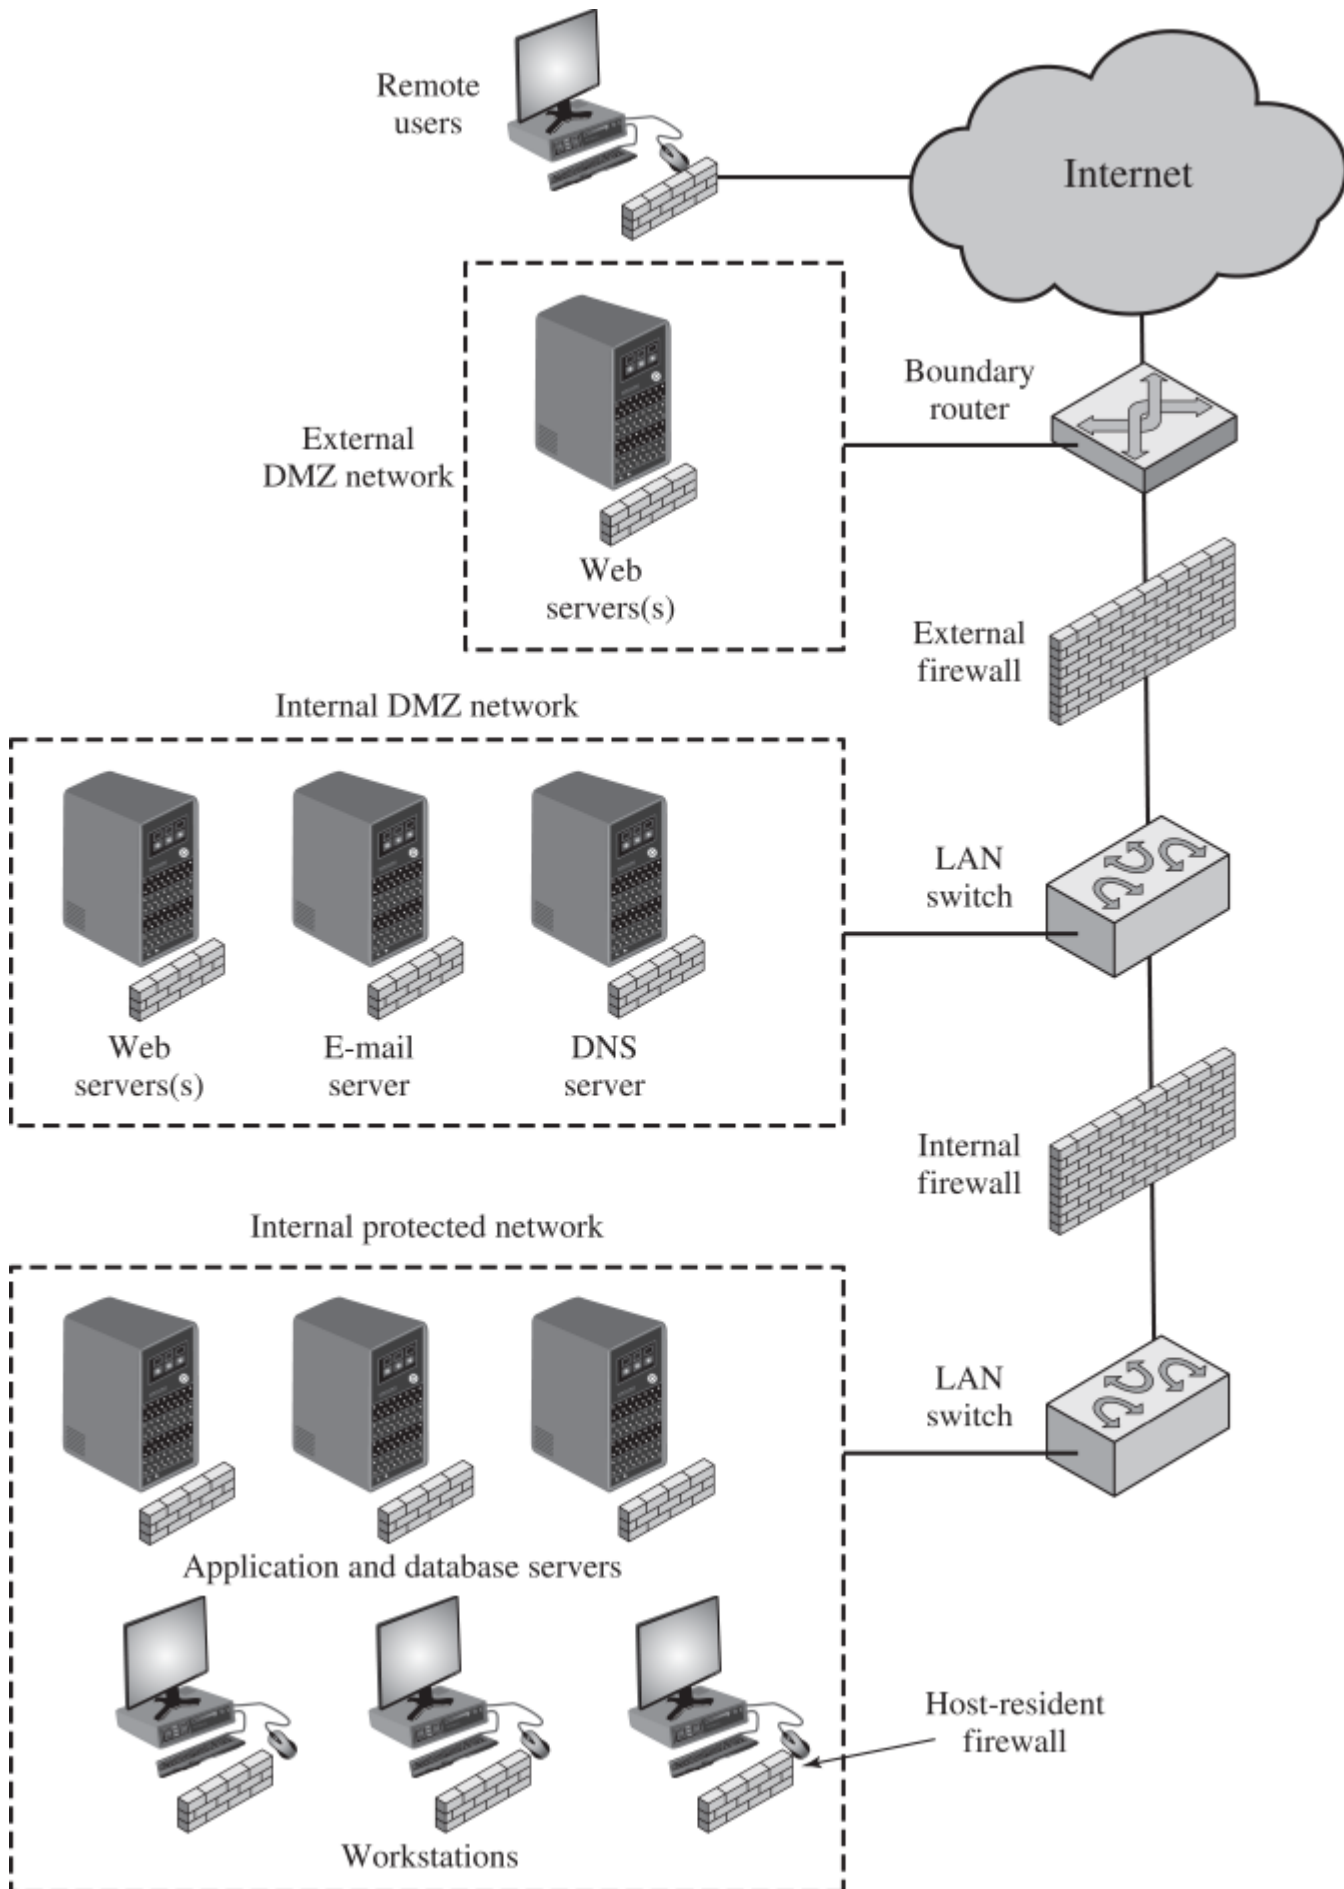 Remote
users
Internet
Boundary
router
External
DMZ network
Web
servers(s)
External
firewall
Internal DMZ network
LAN
switch
Web
servers(s)
E-mail
server
DNS
server
Internal
firewall
Internal protected network
LAN
switch
Application and database servers
Host-resident
firewall
Workstations